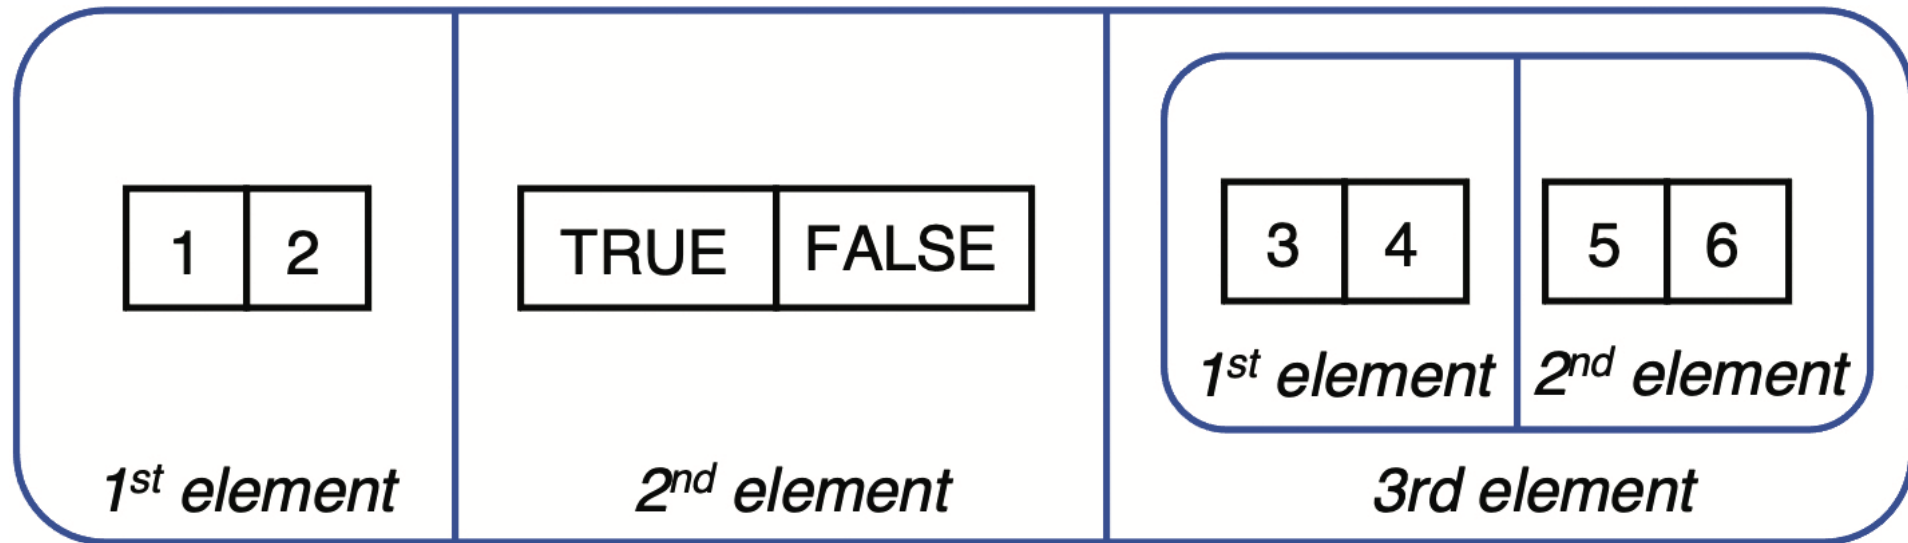 1 2
TRUE FALSE
3 4
5 6
1st element
2nd element
1st element
2nd element
3rd element